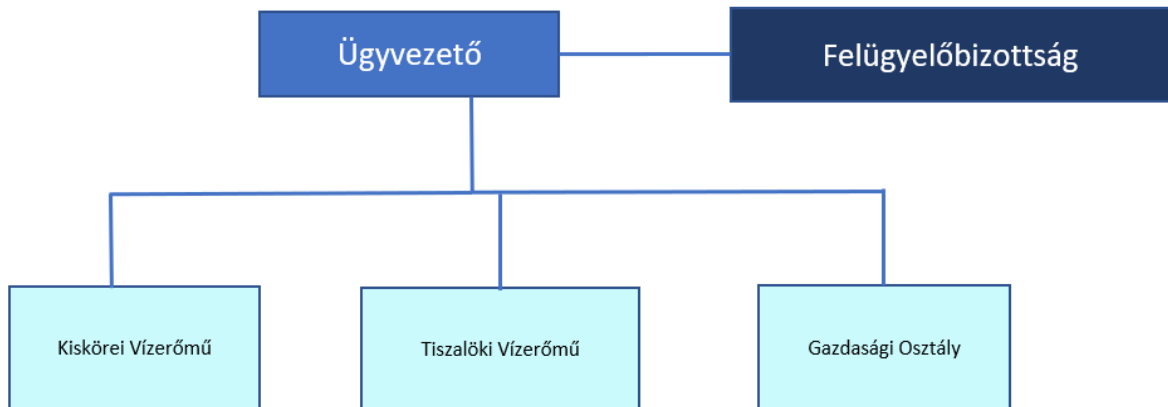 Ügyvezető
Felügyelőbizottság
Kiskörei Vízerőmű
Tiszalöki Vízerőmű
Gazdasági Osztály